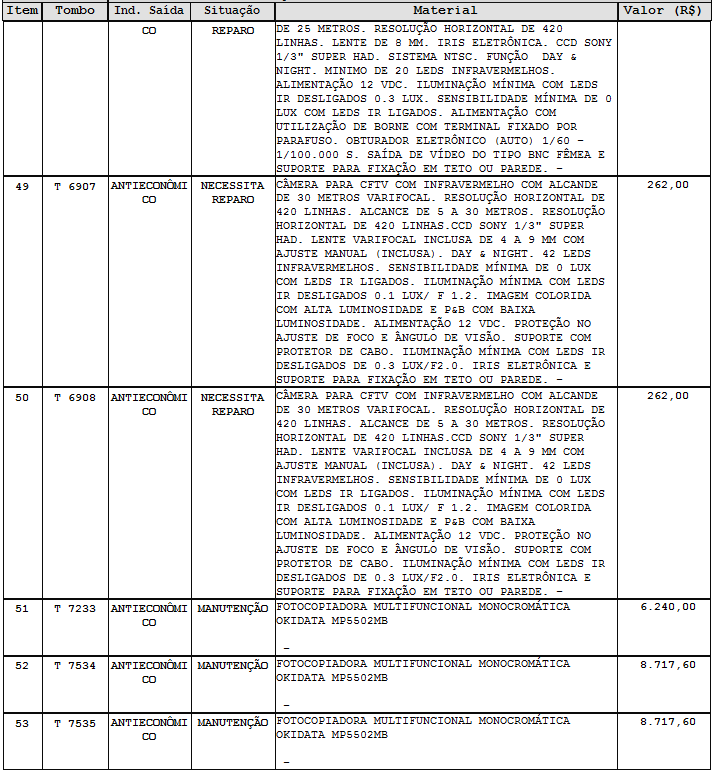 Item Tombo Ind. Saída Situação Material Valor (R$)
CO REPARO DE 25 METROS. RESOLUÇÃO HORIZONTAL DE 420
LINHAS. LENTE DE 8 MM. IRIS ELETRÔNICA. CCD SONY
1/3" SUPER HAD. SISTEMA NTSC. FUNÇÃO DAY &
NIGHT. MINIMO DE 20 LEDS INFRAVERMELHOS.
ALIMENTAÇÃO 12 VDC. ILUMINAÇÃO MÍNIMA COM LEDS
IR DESLIGADOS 0.3 LUX. SENSIBILIDADE MÍNIMA DE 0
LUX COM LEDS IR LIGADOS. ALIMENTAÇÃO COM
UTILIZAÇÃO DE BORNE COM TERMINAL FIXADO POR
PARAFUSO. OBTURADOR ELETRÔNICO (AUTO) 1/60 –
1/100.000 S. SAÍDA DE VÍDEO DO TIPO BNC FÊMEA E
SUPORTE PARA FIXAÇÃO EM TETO OU PAREDE. –
49 T 6907 ANTIECONÔMI NECESSITA CÂMERA PARA CFTV COM INFRAVERMELHO COM ALCANDE 262,00
CO REPARO DE 30 METROS VARIFOCAL. RESOLUÇÃO HORIZONTAL DE
420 LINHAS. ALCANCE DE 5 A 30 METROS. RESOLUÇÃO
HORIZONTAL DE 420 LINHAS.CCD SONY 1/3" SUPER
HAD. LENTE VARIFOCAL INCLUSA DE 4 A 9 MM COM
AJUSTE MANUAL (INCLUSA). DAY & NIGHT. 42 LEDS
INFRAVERMELHOS. SENSIBILIDADE MÍNIMA DE 0 LUX
COM LEDS IR LIGADOS. ILUMINAÇÃO MÍNIMA COM LEDS
IR DESLIGADOS 0.1 LUX/ F 1.2. IMAGEM COLORIDA
COM ALTA LUMINOSIDADE E P&B COM BAIXA
LUMINOSIDADE. ALIMENTAÇÃO 12 VDC. PROTEÇÃO NO
AJUSTE DE FOCO E ÂNGULO DE VISÃO. SUPORTE COM
PROTETOR DE CABO. ILUMINAÇÃO MÍNIMA COM LEDS IR
DESLIGADOS DE 0.3 LUX/F2.0. IRIS ELETRÔNICA E
SUPORTE PARA FIXAÇÃO EM TETO OU PAREDE. –
50 T 6908 ANTIECONÔMI NECESSITA CÂMERA PARA CFTV COM INFRAVERMELHO COM ALCANDE 262,00
CO REPARO DE 30 METROS VARIFOCAL. RESOLUÇÃO HORIZONTAL DE
420 LINHAS. ALCANCE DE 5 A 30 METROS. RESOLUÇÃO
HORIZONTAL DE 420 LINHAS.CCD SONY 1/3" SUPER
HAD. LENTE VARIFOCAL INCLUSA DE 4 A 9 MM COM
AJUSTE MANUAL (INCLUSA). DAY & NIGHT. 42 LEDS
INFRAVERMELHOS. SENSIBILIDADE MÍNIMA DE 0 LUX
COM LEDS IR LIGADOS. ILUMINAÇÃO MÍNIMA COM LEDS
IR DESLIGADOS 0.1 LUX/ F 1.2. IMAGEM COLORIDA
COM ALTA LUMINOSIDADE E P&B COM BAIXA
LUMINOSIDADE. ALIMENTAÇÃO 12 VDC. PROTEÇÃO NO
AJUSTE DE FOCO E ÂNGULO DE VISÃO. SUPORTE COM
PROTETOR DE CABO. ILUMINAÇÃO MÍNIMA COM LEDS IR
DESLIGADOS DE 0.3 LUX/F2.0. IRIS ELETRÔNICA E
SUPORTE PARA FIXAÇÃO EM TETO OU PAREDE. –
51 T 7233 ANTIECONÔMI MANUTENÇÃO FOTOCOPIADORA MULTIFUNCIONAL MONOCROMÁTICA 6.240,00
CO OKIDATA MP5502MB
–
52 T 7534 ANTIECONÔMI MANUTENÇÃO FOTOCOPIADORA MULTIFUNCIONAL MONOCROMÁTICA 8.717,60
CO OKIDATA MP5502MB
–
53 T 7535 ANTIECONÔMI MANUTENÇÃO FOTOCOPIADORA MULTIFUNCIONAL MONOCROMÁTICA 8.717,60
CO OKIDATA MP5502MB
–